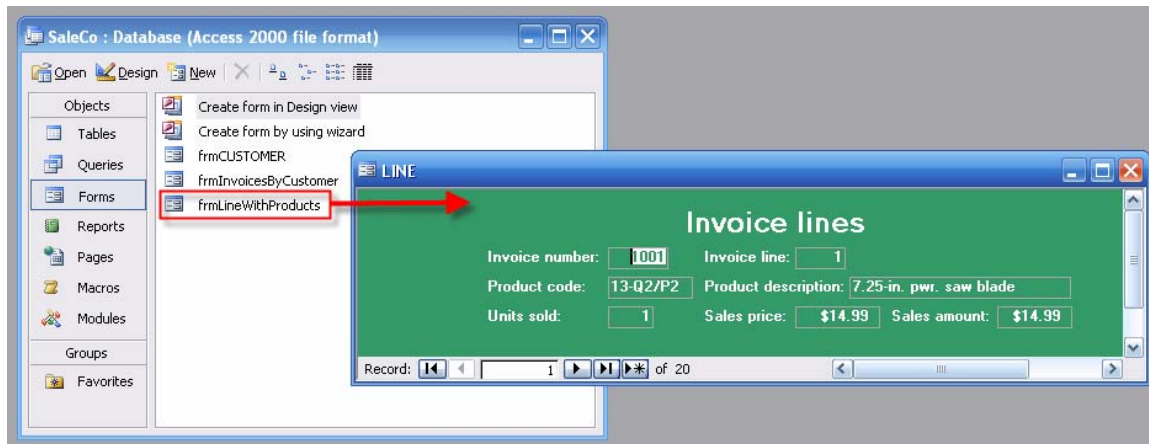 SaleCo : Database (Access 2000 file format)
Open Design New
Objects
Tables
Queries
Forms
Reports
Pages
Macros
Modules
Groups
Favorites
Create form in Design view
Create form by using wizard
frmCUSTOMER
frmInvoicesByCustomer
frmLineWithProducts
LINE
Invoice lines
Invoice number: 1001 Invoice line: 1
Product code: 13-Q2/P2 Product description: 7.25-in. pwr. saw blade
Units sold: 1 Sales price: $14.99 Sales amount: $14.99
Record: 1 of 20